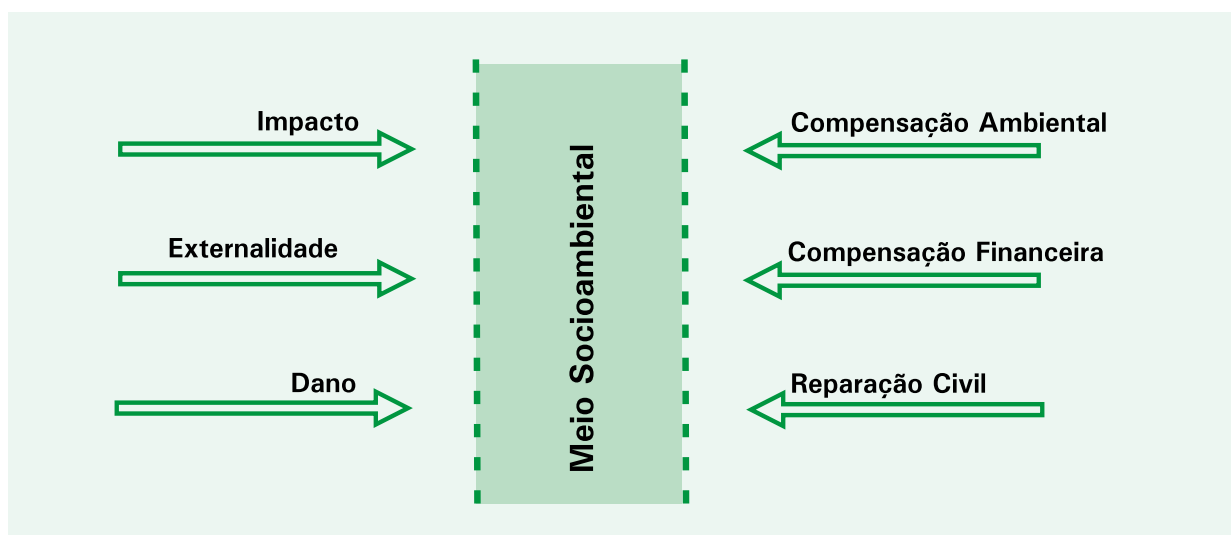 Impacto
Compensação Ambiental
Externalidade
Compensação Financeira
Dano
Reparação Civil
Meio Socioambiental